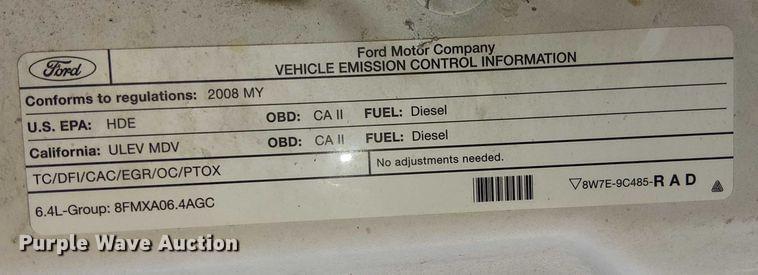 Ford
Ford Motor Company
VEHICLE EMISSION CONTROL INFORMATION
Conforms to regulations: 2008 MY
U.S. EPA: HDE OBD: CA II FUEL: Diesel
California: ULEV MDV OBD: CA II FUEL: Diesel
TC/DFI/CAC/EGR/OC/PTOX No adjustments needed.
6.4L-Group: 8FMXA06.4AGC ▽8W7E-9C485-RAD
Purple Wave Auction